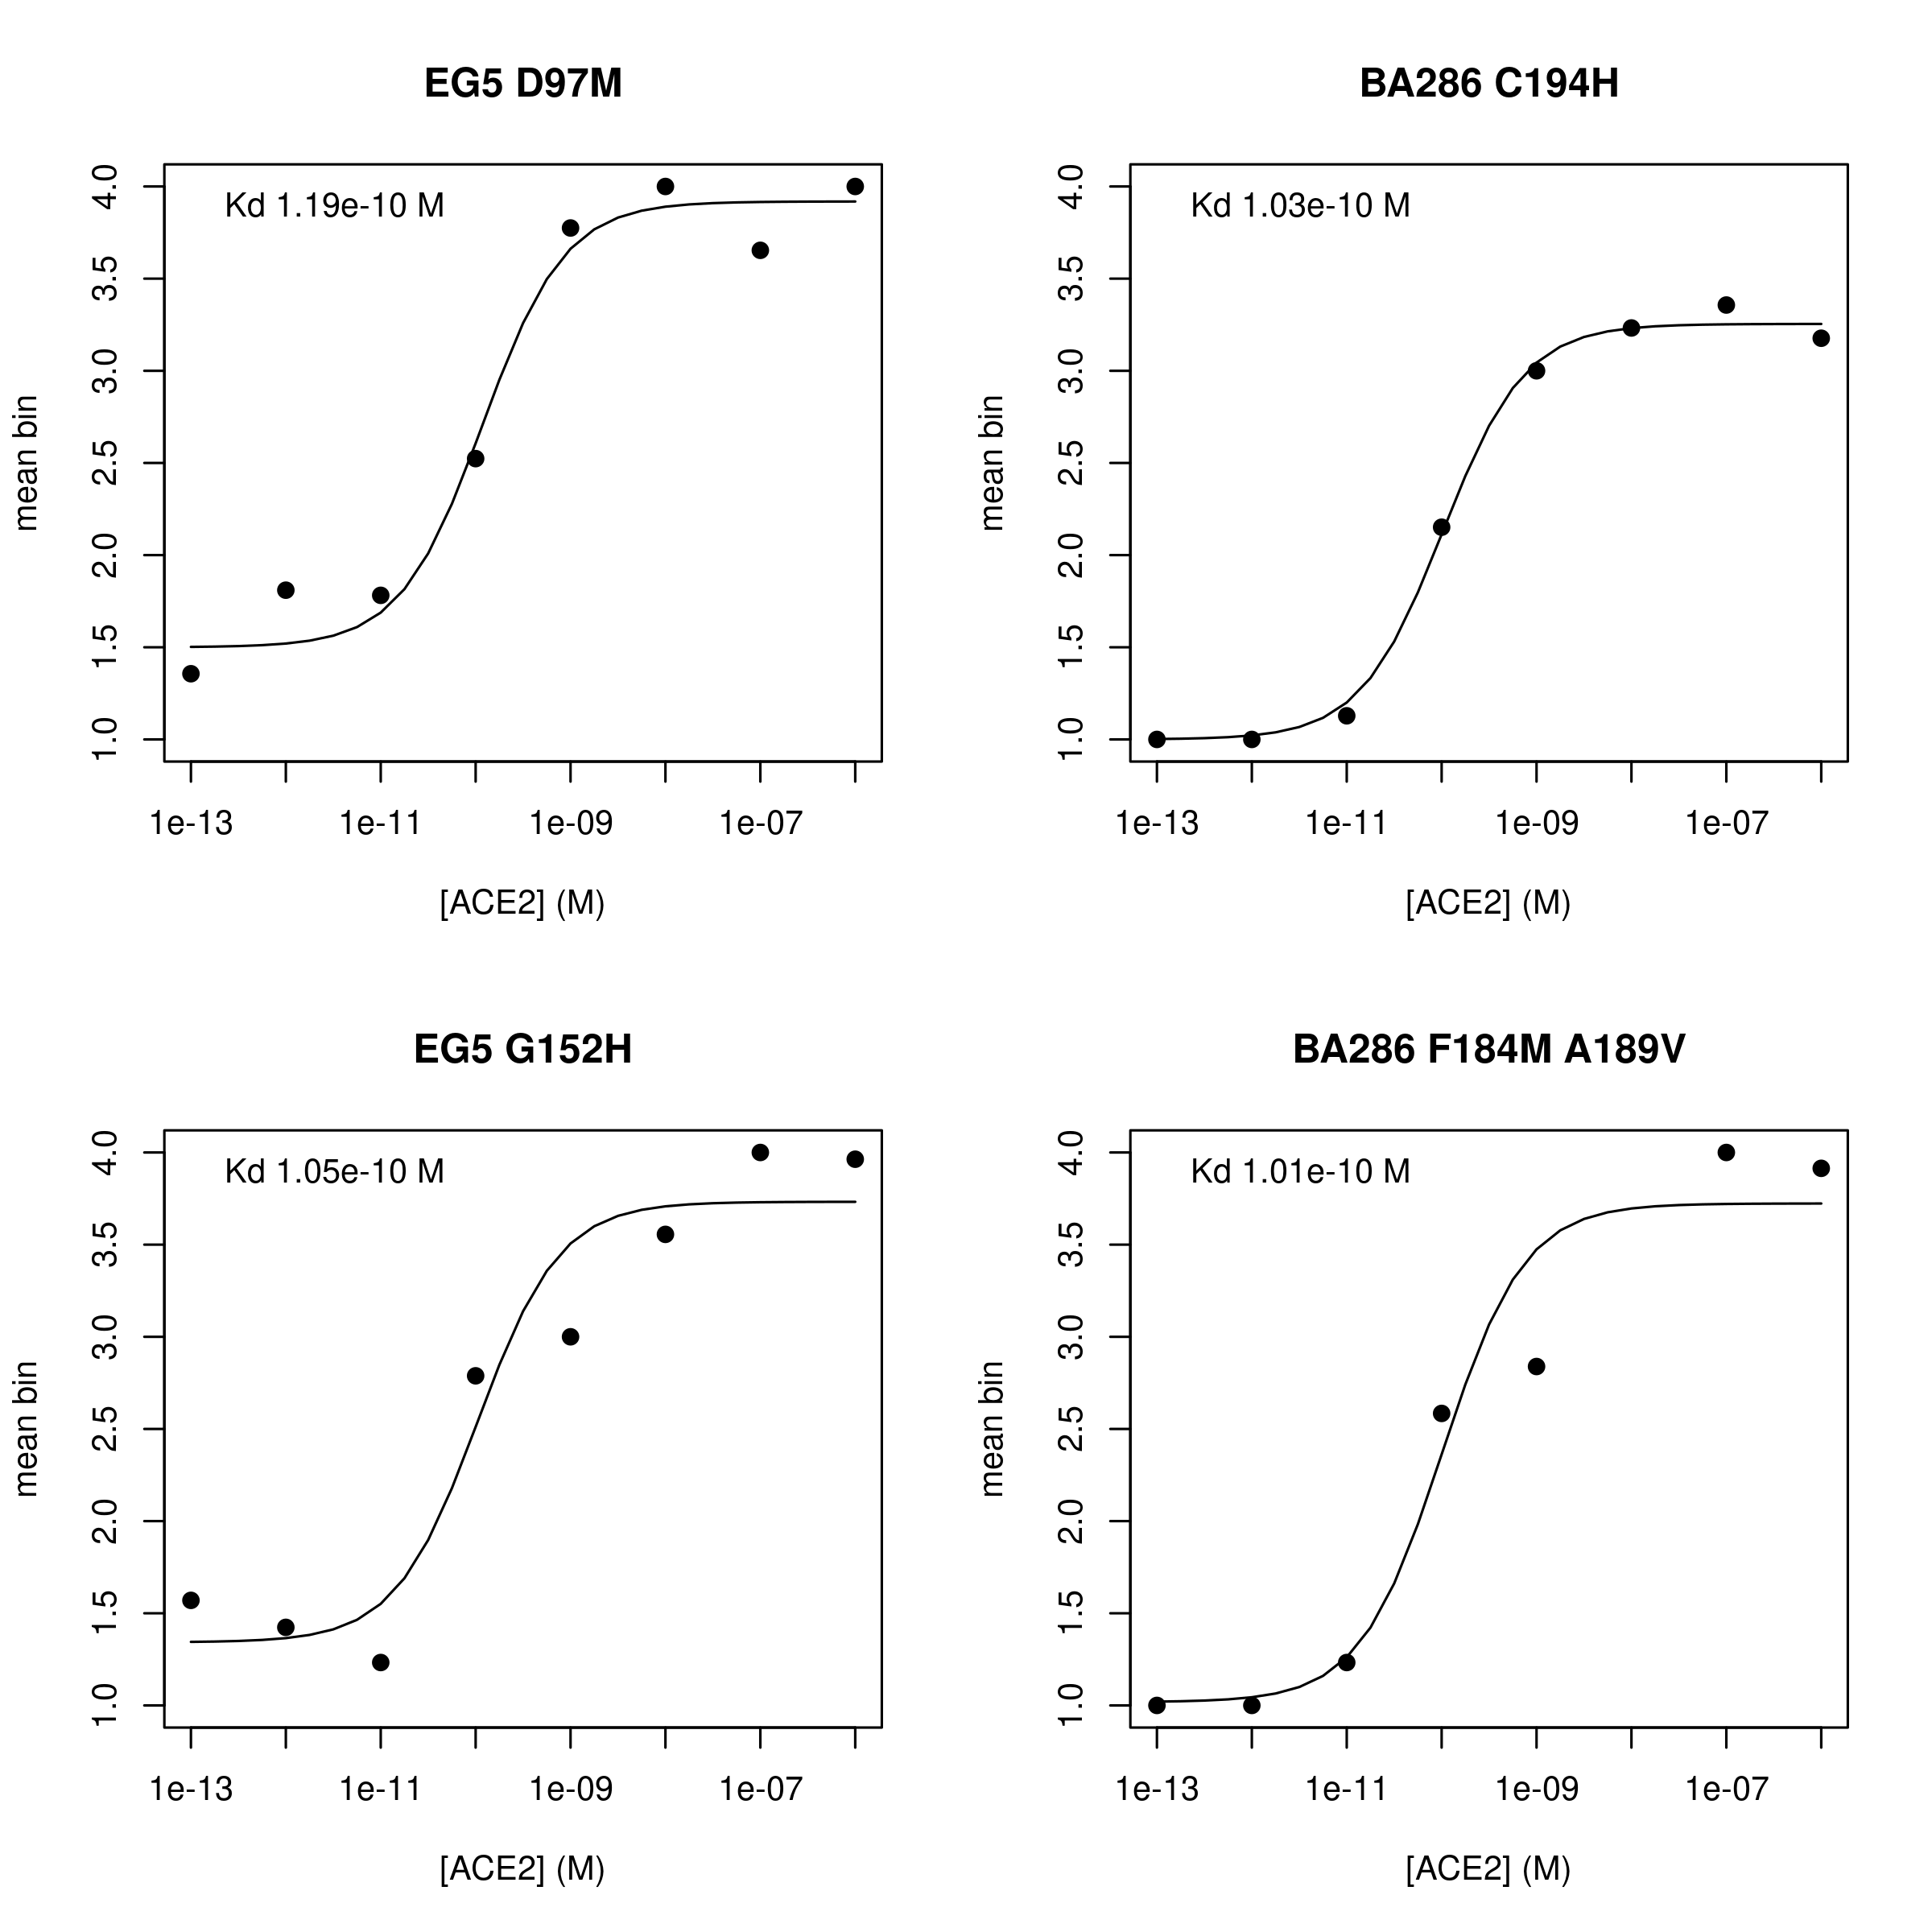 EG5 D97M
Kd 1.19e-10 M
4.0
3.5
3.0
2.5
2.0
1.5
1.0
mean bin
1e-13 1e-11 1e-09 1e-07
[ACE2] (M)
BA286 C194H
Kd 1.03e-10 M
4.0
3.5
3.0
2.5
2.0
1.5
1.0
mean bin
1e-13 1e-11 1e-09 1e-07
[ACE2] (M)
EG5 G152H
Kd 1.05e-10 M
4.0
3.5
3.0
2.5
2.0
1.5
1.0
mean bin
1e-13 1e-11 1e-09 1e-07
[ACE2] (M)
BA286 F184M A189V
Kd 1.01e-10 M
4.0
3.5
3.0
2.5
2.0
1.5
1.0
mean bin
1e-13 1e-11 1e-09 1e-07
[ACE2] (M)